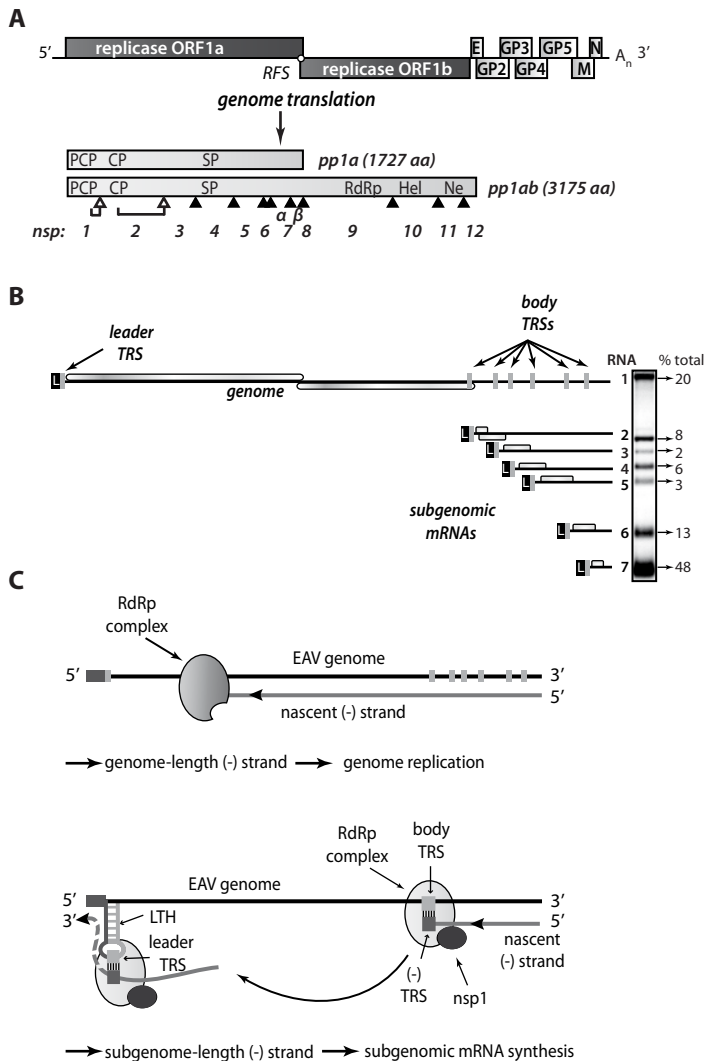 A
5′ replicase ORF1a E GP3 GP5 N An 3′
RFS replicase ORF1b GP2 GP4 M
genome translation
PCP CP SP pp1a (1727 aa)
PCP CP SP RdRp Hel Ne pp1ab (3175 aa)
α β
nsp: 1 2 3 4 5 6 7 8 9 10 11 12
B
leader
TRS
body
TRSs
RNA % total
L genome 1 20
L 2 8
L 3 2
L 4 6
L 5 3
subgenomic
mRNAs
L 6 13
L 7 48
C
RdRp
complex
EAV genome
5′ 3′
5′
nascent (-) strand
genome-length (-) strand genome replication
RdRp
complex
body
TRS
5′ EAV genome 3′
3′ LTH 5′
leader
TRS
nascent
(-) strand
(-)
TRS
nsp1
subgenome-length (-) strand subgenomic mRNA synthesis